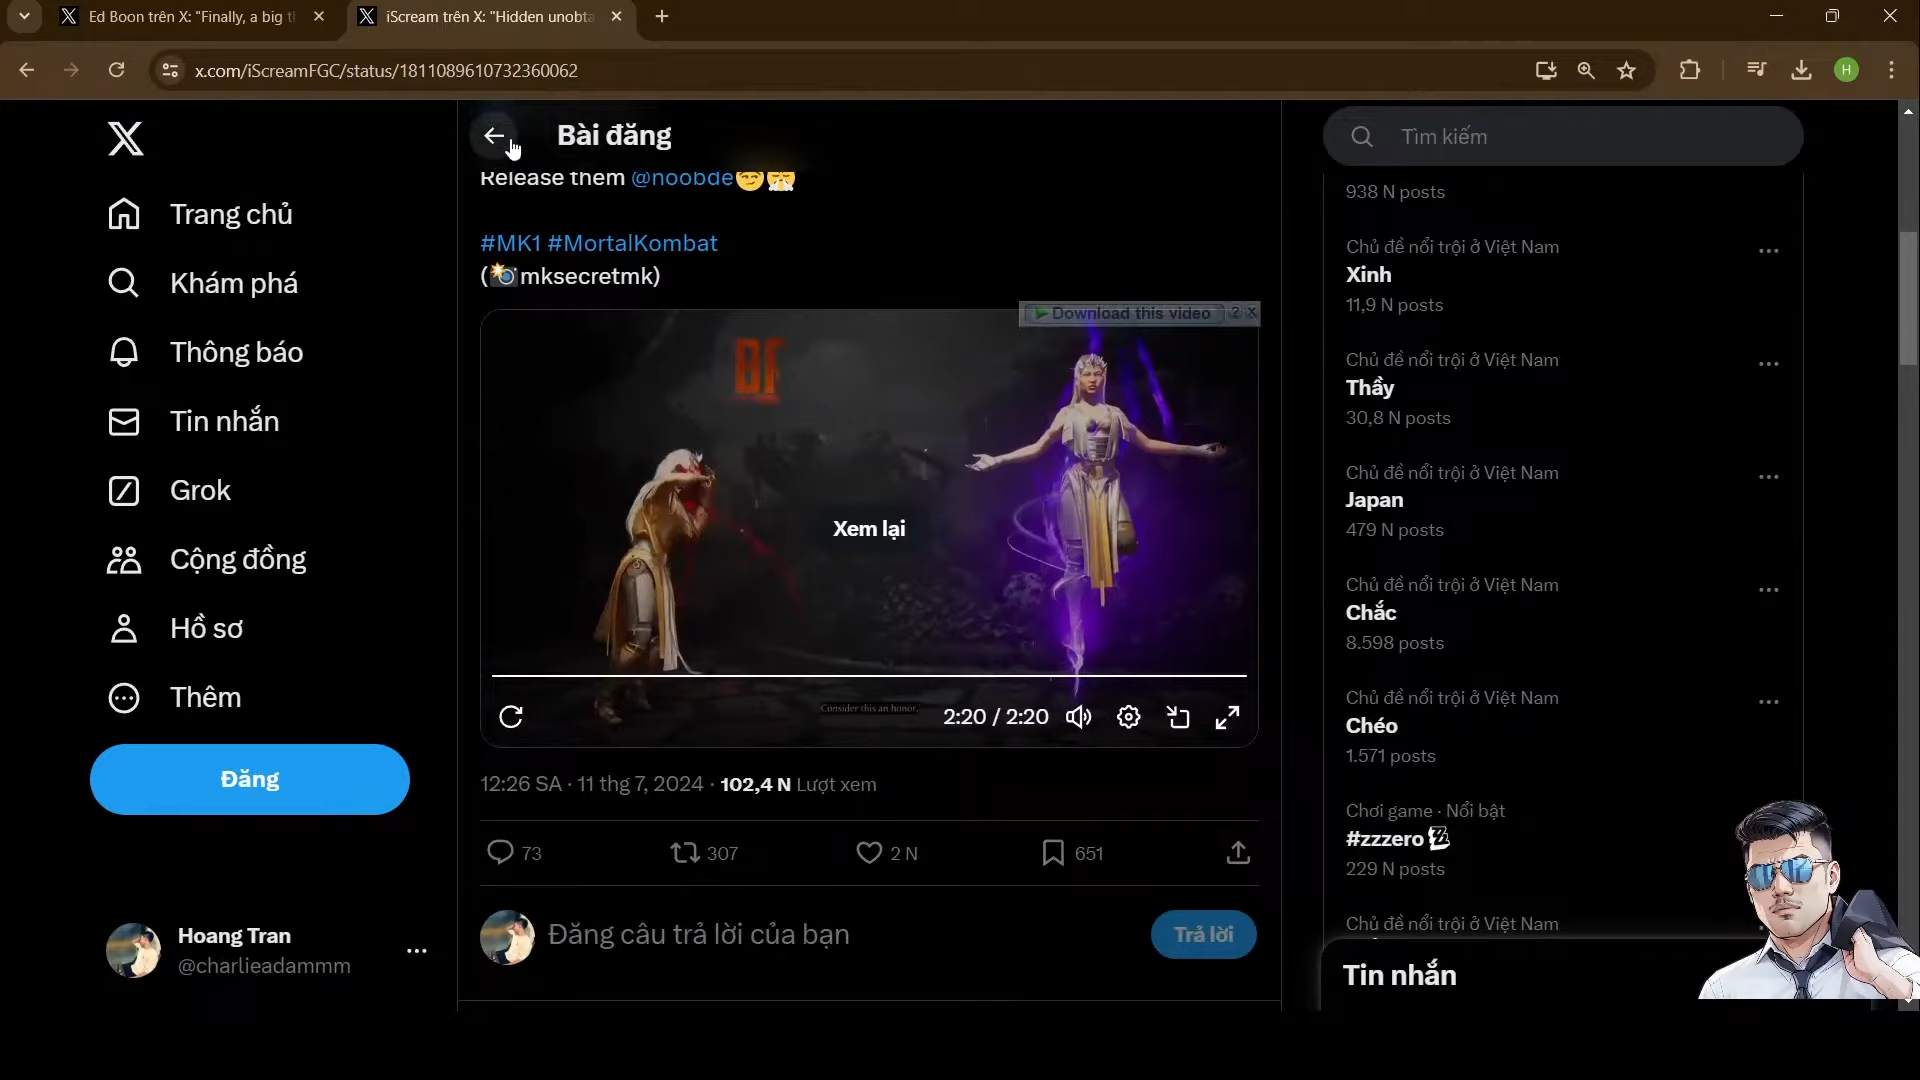 Ed Boon trên X: "Finally, a big t
iScream trên X: "Hidden unobta
x.com/iScreamFGC/status/1811089610732360062
H
Bài đăng
Tìm kiếm
Trang chủ
Khám phá
Thông báo
Tin nhắn
Grok
Cộng đồng
Hồ sơ
Thêm
Đăng
Hoang Tran
@charlieadammm
Release them @noobde😏😤
#MK1 #MortalKombat
(📸mksecretmk)
Download this video ? X
Xem lại
Consider this an honor.
2:20 / 2:20
12:26 SA · 11 thg 7, 2024 · 102,4 N Lượt xem
73
307
2 N
651
Đăng câu trả lời của bạn
Trả lời
938 N posts
Chủ đề nổi trội ở Việt Nam
Xinh
11,9 N posts
Chủ đề nổi trội ở Việt Nam
Thầy
30,8 N posts
Chủ đề nổi trội ở Việt Nam
Japan
479 N posts
Chủ đề nổi trội ở Việt Nam
Chắc
8.598 posts
Chủ đề nổi trội ở Việt Nam
Chéo
1.571 posts
Chơi game · Nổi bật
#zzzero
229 N posts
Chủ đề nổi trội ở Việt Nam
Tin nhắn